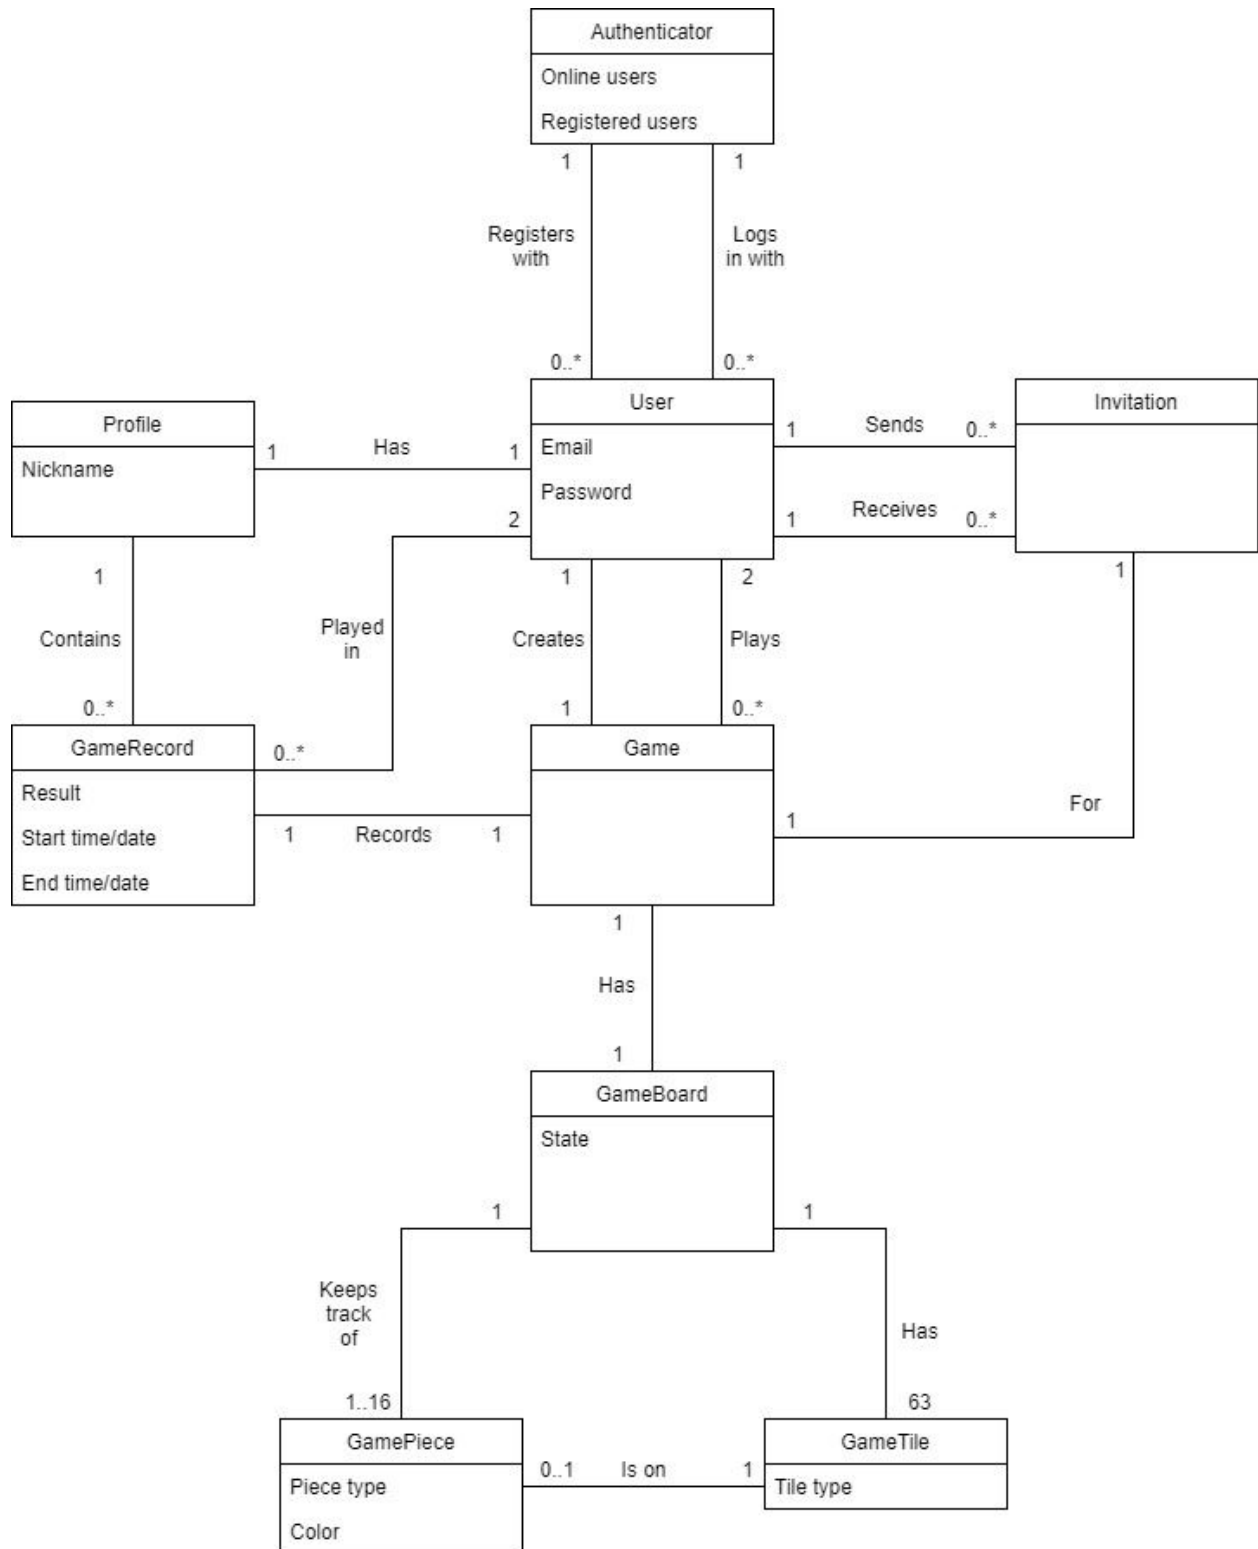 Authenticator
Online users
Registered users
1
1
Registers
with
Logs
in with
0..*
0..*
Profile
Nickname
User
Email
Password
Invitation
1
Has
1
1
Sends
0..*
2
1
Receives
0..*
1
1
2
1
Contains
Played
in
Creates
Plays
0..*
1
0..*
GameRecord
Result
Start time/date
End time/date
0..*
Game
For
1
Records
1
1
1
Has
1
GameBoard
State
1
1
Keeps
track
of
Has
1..16
63
GamePiece
Piece type
Color
0..1
Is on
1
GameTile
Tile type